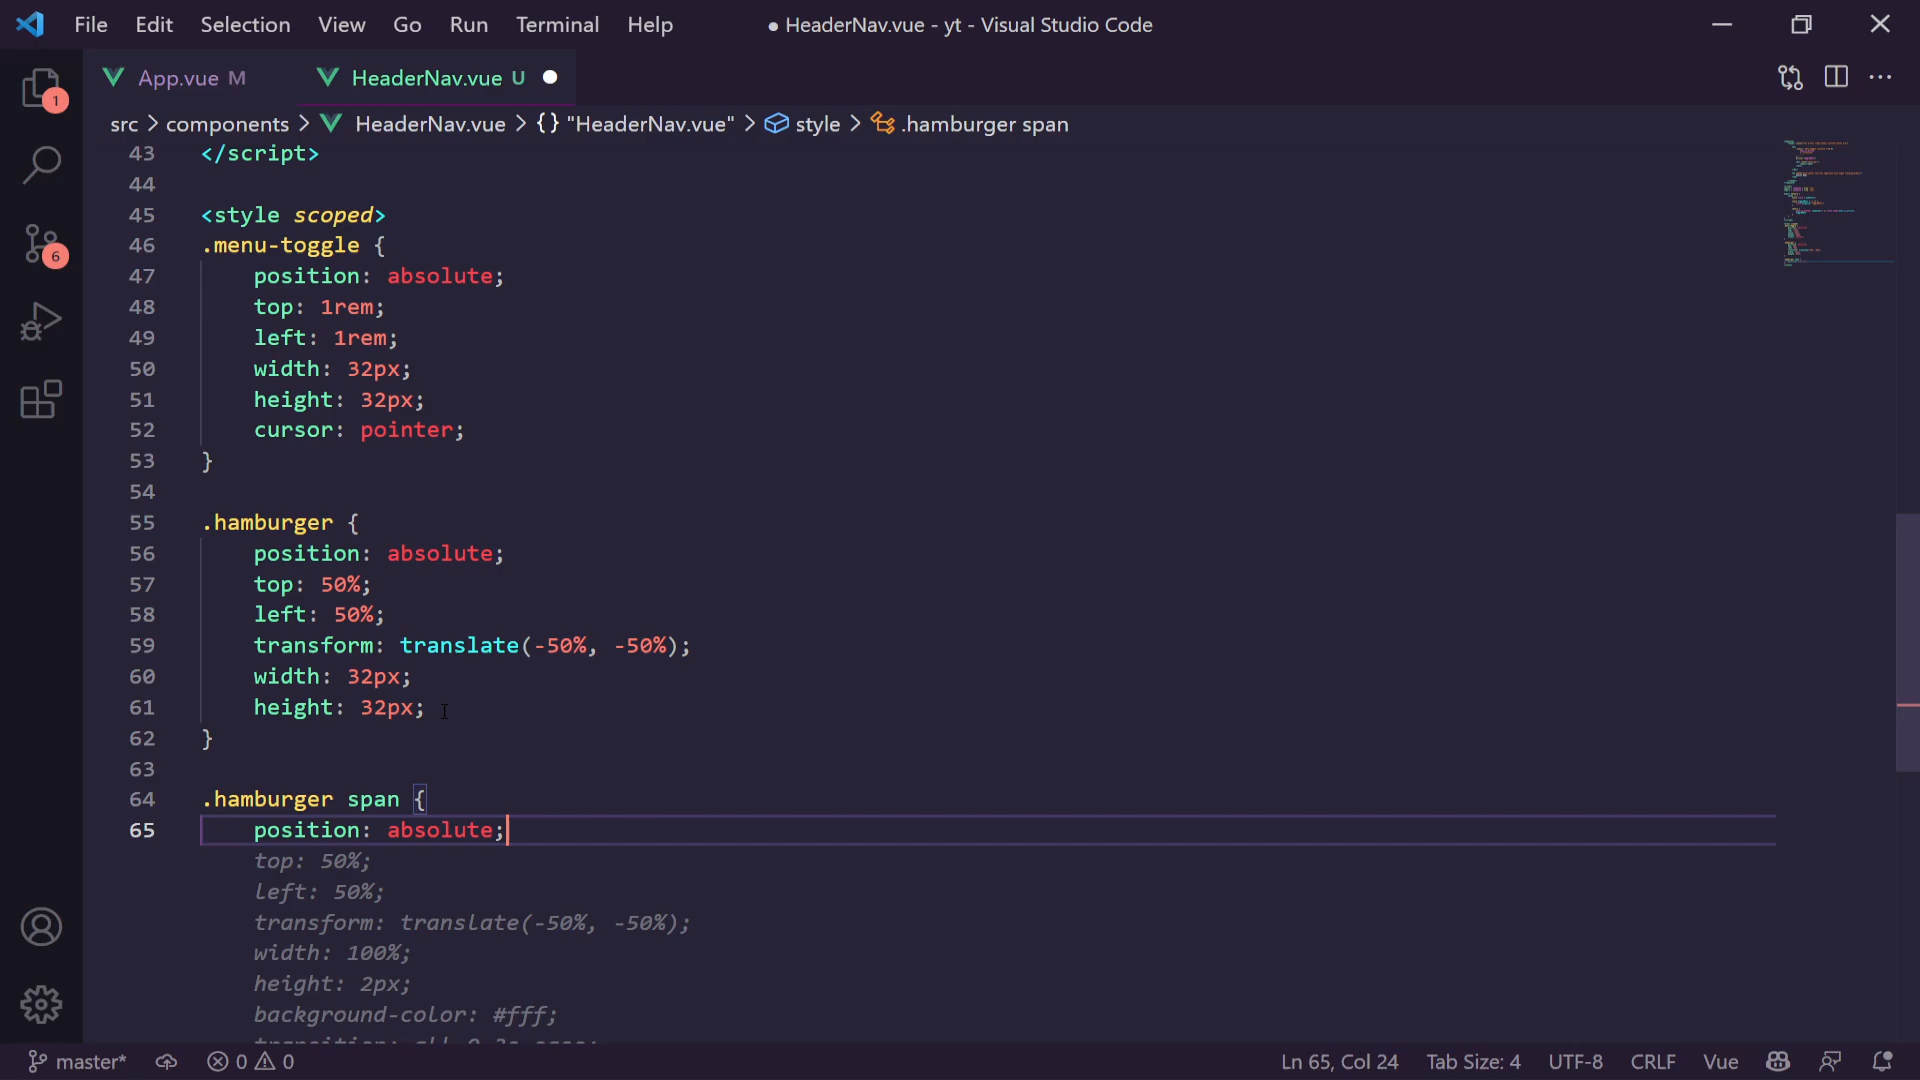 File Edit Selection View Go Run Terminal Help ● HeaderNav.vue - yt - Visual Studio Code
App.vue M HeaderNav.vue U
src > components > HeaderNav.vue > {} "HeaderNav.vue" > style > .hamburger span
1
6
43 </script>
44
45 <style scoped>
46 .menu-toggle {
47 position: absolute;
48 top: 1rem;
49 left: 1rem;
50 width: 32px;
51 height: 32px;
52 cursor: pointer;
53 }
54
55 .hamburger {
56 position: absolute;
57 top: 50%;
58 left: 50%;
59 transform: translate(-50%, -50%);
60 width: 32px;
61 height: 32px;
62 }
63
64 .hamburger span {
65 position: absolute;
top: 50%;
left: 50%;
transform: translate(-50%, -50%);
width: 100%;
height: 2px;
background-color: #fff;
master* 0 0 Ln 65, Col 24 Tab Size: 4 UTF-8 CRLF Vue